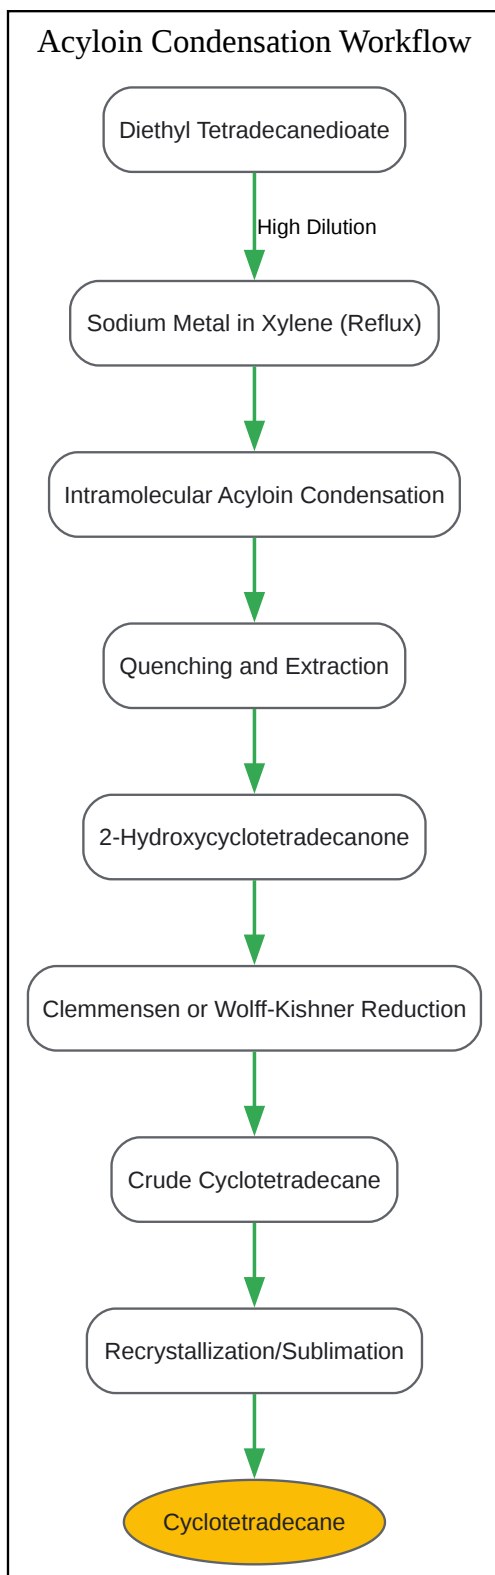 Acyloin Condensation Workflow
Diethyl Tetradecanedioate
High Dilution
Sodium Metal in Xylene (Reflux)
Intramolecular Acyloin Condensation
Quenching and Extraction
2-Hydroxycyclotetradecanone
Clemmensen or Wolff-Kishner Reduction
Crude Cyclotetradecane
Recrystallization/Sublimation
Cyclotetradecane